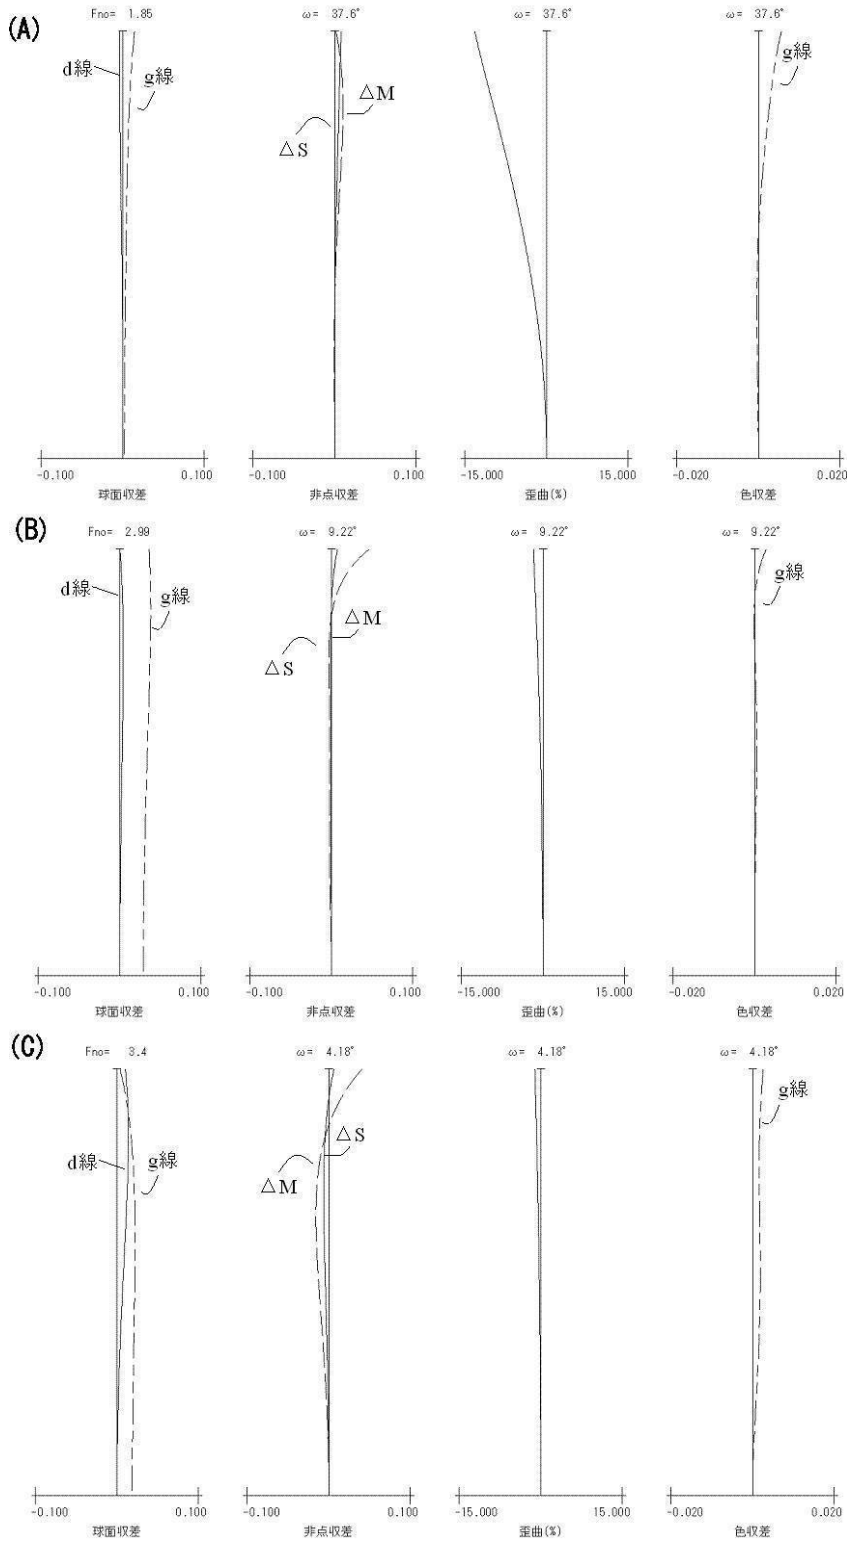 (A)
Fno= 1.85
ω= 37.6°
ω= 37.6°
ω= 37.6°
d線
g線
ΔM
ΔS
g線
-0.100
0.100
-0.100
0.100
-15.000
15.000
-0.020
0.020
球面収差
非点収差
歪曲(%)
色収差
(B)
Fno= 2.99
ω= 9.22°
ω= 9.22°
ω= 9.22°
d線
g線
ΔM
ΔS
g線
-0.100
0.100
-0.100
0.100
-15.000
15.000
-0.020
0.020
球面収差
非点収差
歪曲(%)
色収差
(C)
Fno= 3.4
ω= 4.18°
ω= 4.18°
ω= 4.18°
d線
g線
ΔS
ΔM
g線
-0.100
0.100
-0.100
0.100
-15.000
15.000
-0.020
0.020
球面収差
非点収差
歪曲(%)
色収差